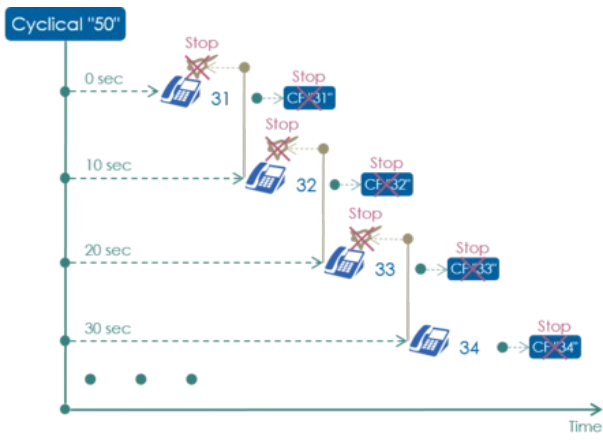 Cyclical "50"
Stop
0 sec
31
Stop
CF "31"
Stop
10 sec
32
Stop
CF "32"
Stop
20 sec
33
Stop
CF "33"
30 sec
34
Stop
CF "34"
Time